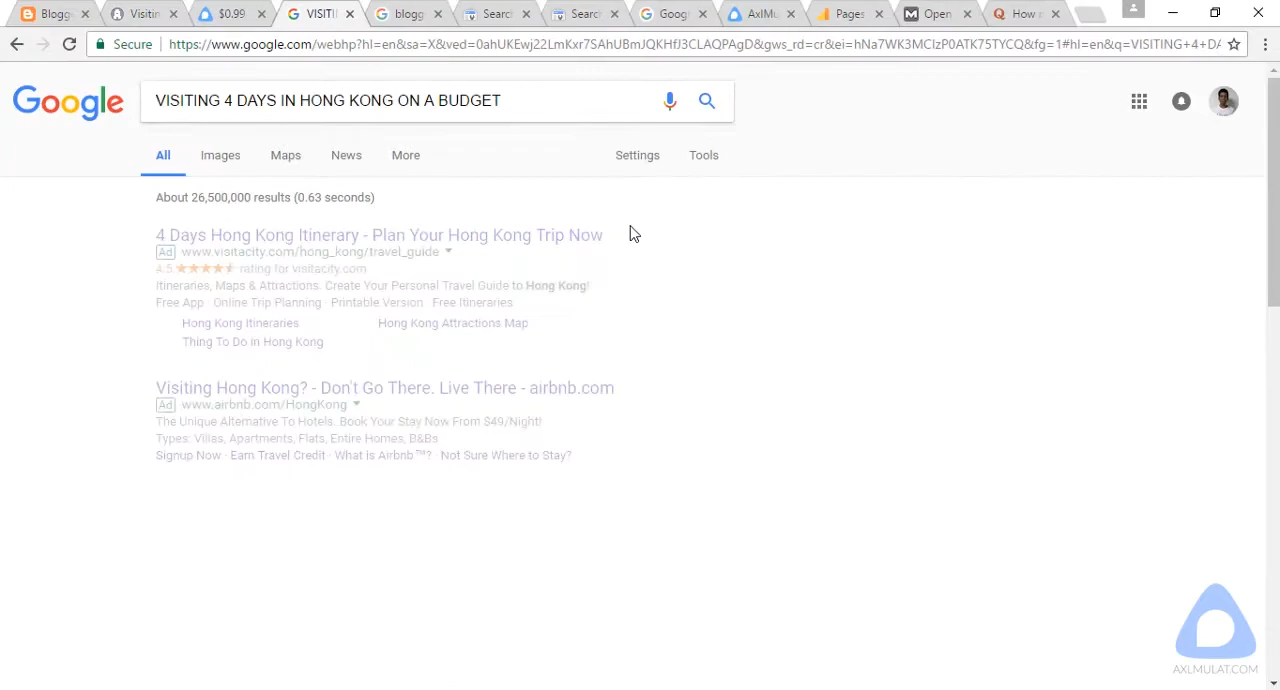 Blogg
Visitin
$0.99
VISITI
blogg
Search
Search
Googl
AxlMu
Pages
Open
How
Secure
https://www.google.com/webhp?hl=en&sa=X&ved=0ahUKEwj22LmKxr7SAhUBmJQKHfJ3CLAQPAgD&gws_rd=cr&ei=hNa7WK3MCIzP0ATK75TYCQ&fg=1#hl=en&q=VISITING+4+DA
Google
VISITING 4 DAYS IN HONG KONG ON A BUDGET
All Images Maps News More Settings Tools
About 26,500,000 results (0.63 seconds)
4 Days Hong Kong Itinerary - Plan Your Hong Kong Trip Now
Ad www.visitacity.com/hong_kong/travel_guide
4.5 rating for visitacity.com
Itineraries, Maps & Attractions. Create Your Personal Travel Guide to Hong Kong!
Free App · Online Trip Planning · Printable Version · Free Itineraries
Hong Kong Itineraries Hong Kong Attractions Map
Thing To Do in Hong Kong
Visiting Hong Kong? - Don't Go There. Live There - airbnb.com
Ad www.airbnb.com/HongKong
The Unique Alternative To Hotels. Book Your Stay Now From $49/Night!
Types: Villas, Apartments, Flats, Entire Homes, B&Bs
Signup Now · Earn Travel Credit · What is Airbnb™? · Not Sure Where to Stay?
AXLMULAT.COM